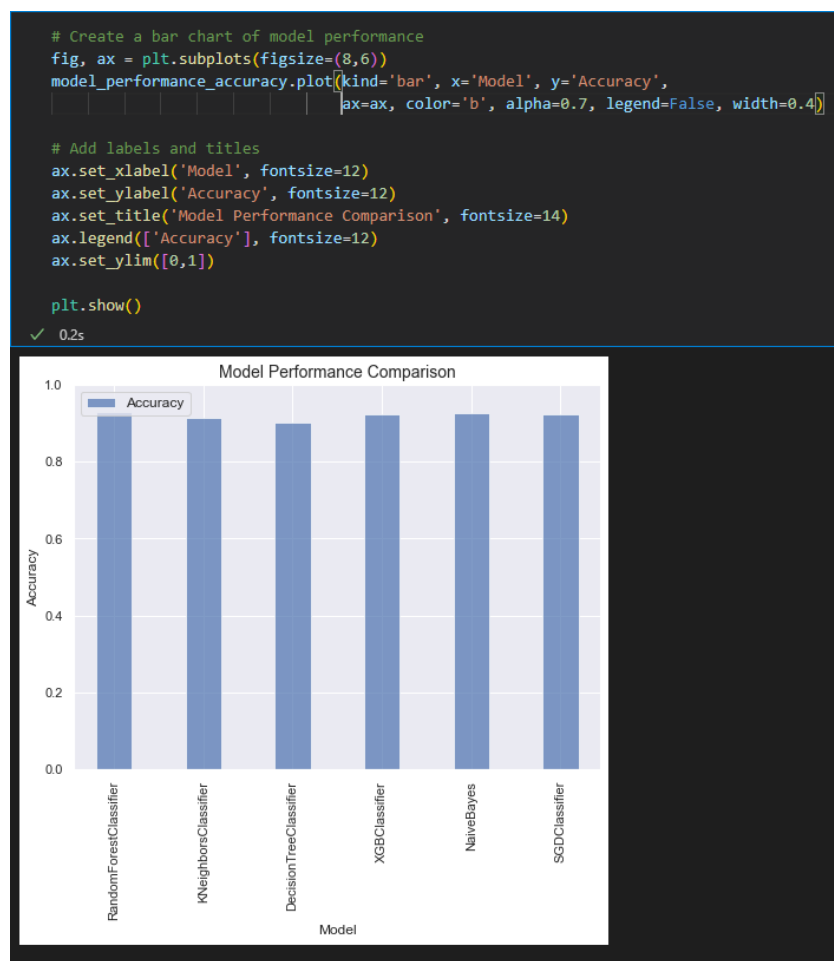 # Create a bar chart of model performance
fig, ax = plt.subplots(figsize=(8,6))
model_performance_accuracy.plot(kind='bar', x='Model', y='Accuracy',
ax=ax, color='b', alpha=0.7, legend=False, width=0.4)
# Add labels and titles
ax.set_xlabel('Model', fontsize=12)
ax.set_ylabel('Accuracy', fontsize=12)
ax.set_title('Model Performance Comparison', fontsize=14)
ax.legend(['Accuracy'], fontsize=12)
ax.set_ylim([0,1])
plt.show()
✓ 0.2s
Model Performance Comparison
Accuracy
1.0
0.8
0.6
0.4
0.2
0.0
Accuracy
RandomForestClassifier
KNeighborsClassifier
DecisionTreeClassifier
XGBClassifier
NaiveBayes
SGDClassifier
Model